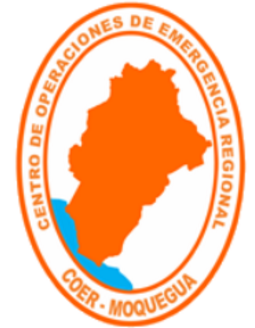 CENTRO DE OPERACIONES DE EMERGENCIA REGIONAL
COER - MOQUEGUA